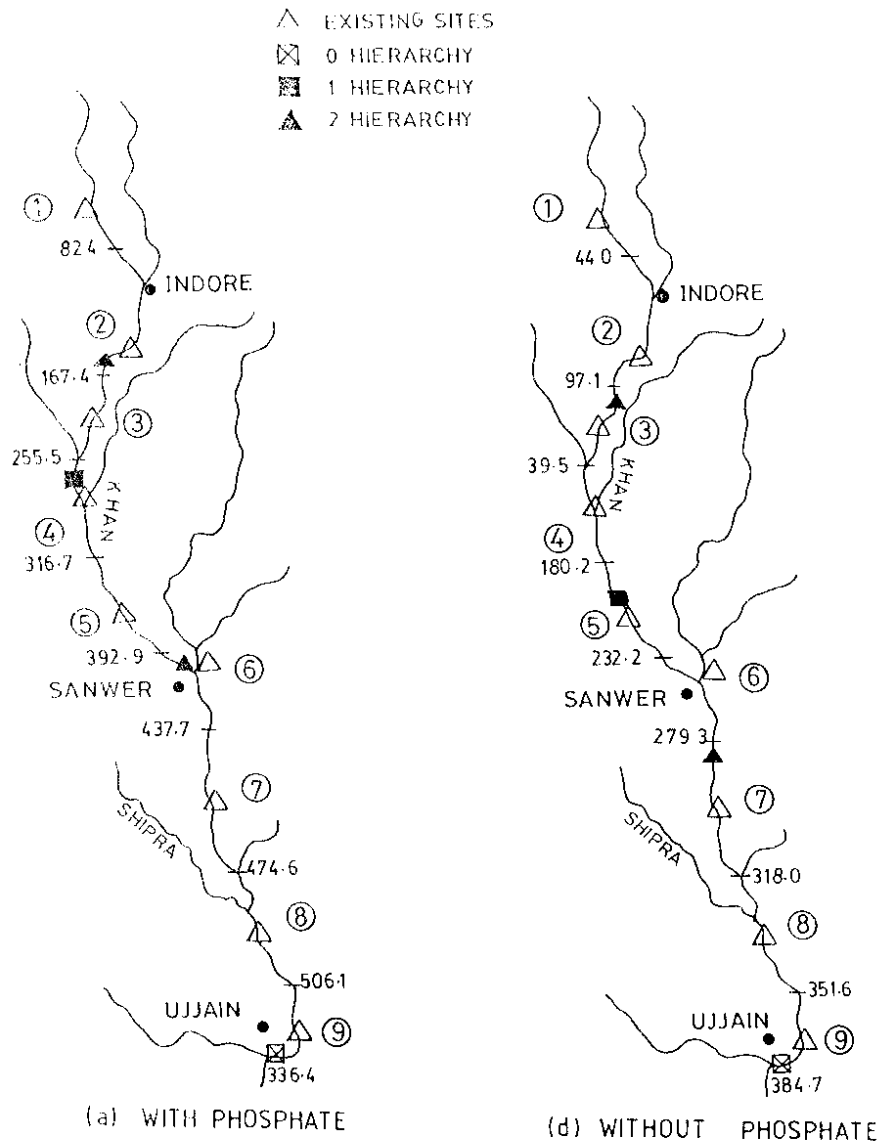 EXISTING SITES
0 HIERARCHY
1 HIERARCHY
2 HIERARCHY
1
82.4
INDORE
2
167.4
3
255.5
KHAN
4
316.7
5
392.9
6
SANWER
437.7
7
SHIPRA
474.6
8
506.1
UJJAIN
9
336.4
(a) WITH PHOSPHATE
1
44 0
INDORE
2
97.1
3
39.5
KHAN
4
180.2
5
232.2
6
SANWER
279 3
7
SHIPRA
318.0
8
351.6
UJJAIN
9
384.7
(d) WITHOUT PHOSPHATE